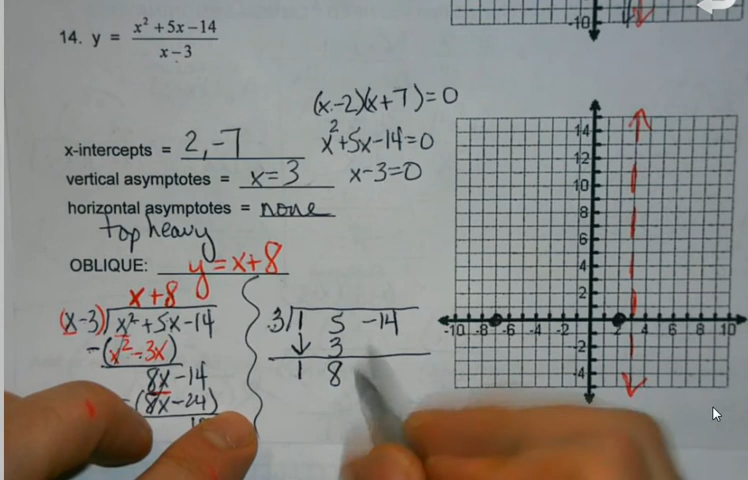 14. y = x² + 5x − 14
x − 3
(x-2)(x+7)=0
x-intercepts = 2, -7
x²+5x-14=0
vertical asymptotes = x=3
x-3=0
horizontal asymptotes = none
top heavy
OBLIQUE: y=x+8
x+8
(x-3) x²+5x-14
-(x²-3x)
8x-14
-(8x-24)
3 1 5 -14
↓ 3
1 8
-10
14
12
10
8
6
4
2
0
-10 -8 -6 -4 -2 2 4 6 8 10
-2
-4